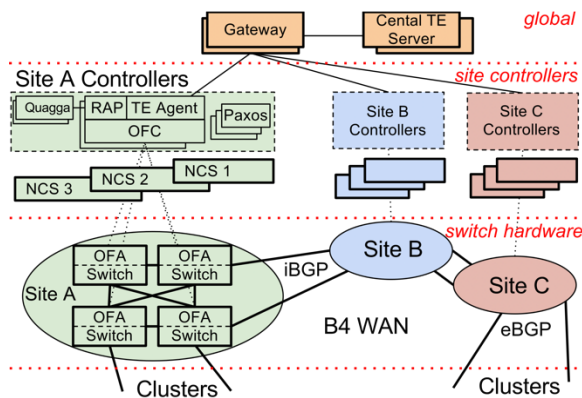 global
Gateway
Cental TE
Server
Site A Controllers
site controllers
Quagga
RAP
TE Agent
Paxos
OFC
Site B
Controllers
Site C
Controllers
NCS 1
NCS 2
NCS 3
switch hardware
OFA
Switch
OFA
Switch
iBGP
Site B
Site A
Site C
OFA
Switch
OFA
Switch
B4 WAN
eBGP
Clusters
Clusters